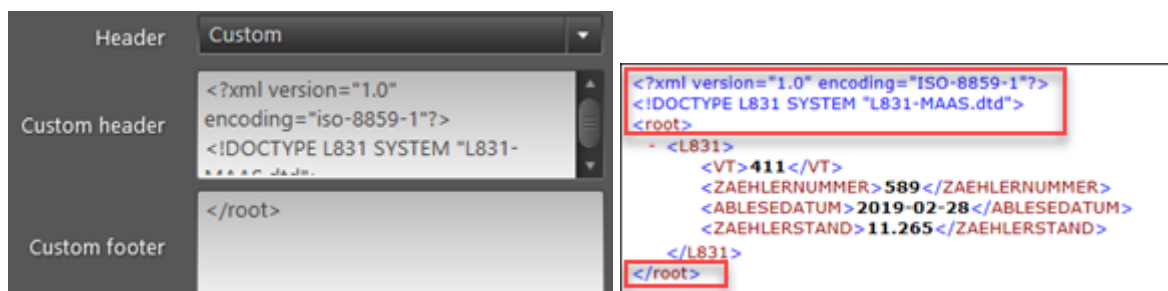 Header
Custom
Custom header
<?xml version="1.0"
encoding="iso-8859-1"?>
<!DOCTYPE L831 SYSTEM "L831-
Custom footer
</root>
<?xml version="1.0" encoding="ISO-8859-1"?>
<!DOCTYPE L831 SYSTEM "L831-MAAS.dtd">
<root>
- <L831>
<VT>411</VT>
<ZAEHLERNUMMER>589</ZAEHLERNUMMER>
<ABLESEDATUM>2019-02-28</ABLESEDATUM>
<ZAEHLERSTAND>11.265</ZAEHLERSTAND>
</L831>
</root>